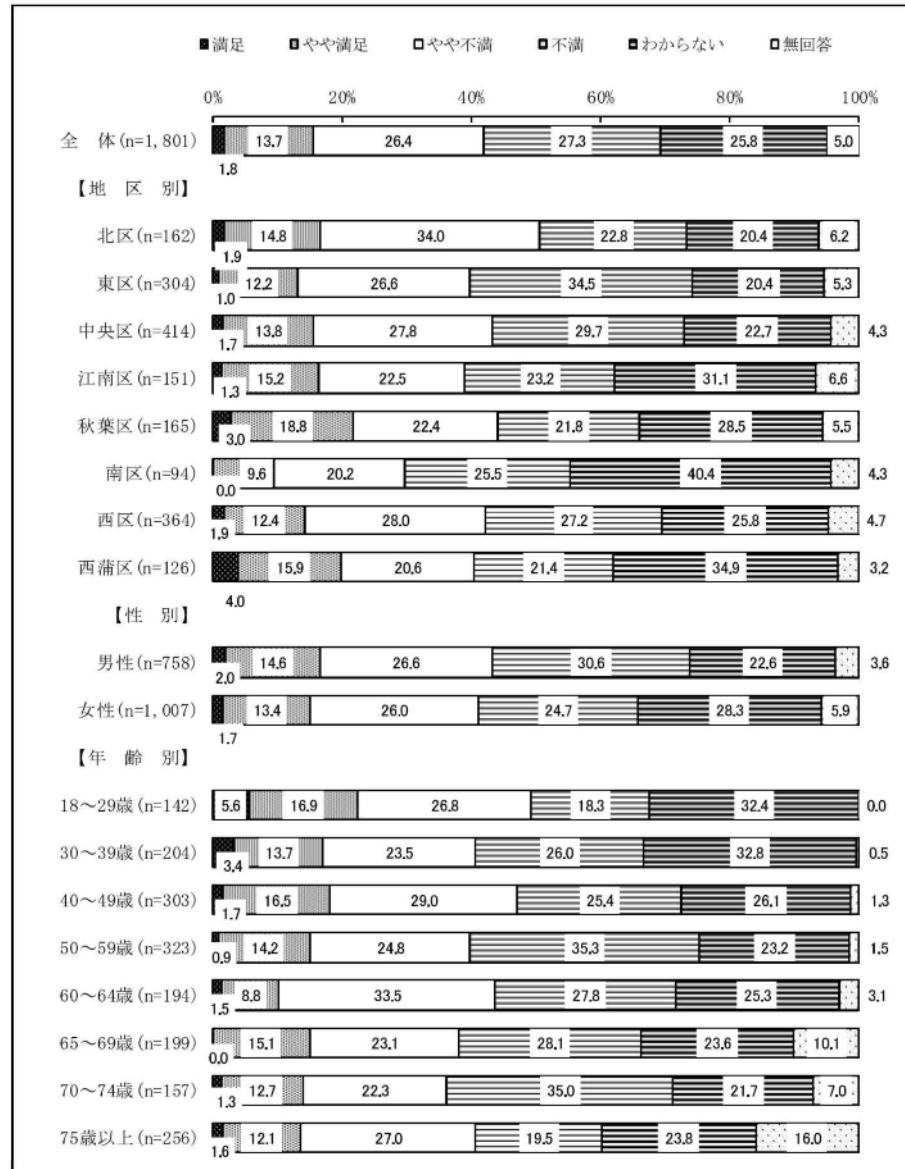 満足 やや満足 やや不満 不満 わからない 無回答
0% 20% 40% 60% 80% 100%
全 体(n=1,801) 1.8 13.7 26.4 27.3 25.8 5.0
【地 区 別】
北区(n=162) 1.9 14.8 34.0 22.8 20.4 6.2
東区(n=304) 1.0 12.2 26.6 34.5 20.4 5.3
中央区(n=414) 1.7 13.8 27.8 29.7 22.7 4.3
江南区(n=151) 1.3 15.2 22.5 23.2 31.1 6.6
秋葉区(n=165) 3.0 18.8 22.4 21.8 28.5 5.5
南区(n=94) 0.0 9.6 20.2 25.5 40.4 4.3
西区(n=364) 1.9 12.4 28.0 27.2 25.8 4.7
西蒲区(n=126) 4.0 15.9 20.6 21.4 34.9 3.2
【性 別】
男性(n=758) 2.0 14.6 26.6 30.6 22.6 3.6
女性(n=1,007) 1.7 13.4 26.0 24.7 28.3 5.9
【年 齢 別】
18～29歳(n=142) 5.6 16.9 26.8 18.3 32.4 0.0
30～39歳(n=204) 3.4 13.7 23.5 26.0 32.8 0.5
40～49歳(n=303) 1.7 16.5 29.0 25.4 26.1 1.3
50～59歳(n=323) 0.9 14.2 24.8 35.3 23.2 1.5
60～64歳(n=194) 1.5 8.8 33.5 27.8 25.3 3.1
65～69歳(n=199) 0.0 15.1 23.1 28.1 23.6 10.1
70～74歳(n=157) 1.3 12.7 22.3 35.0 21.7 7.0
75歳以上(n=256) 1.6 12.1 27.0 19.5 23.8 16.0